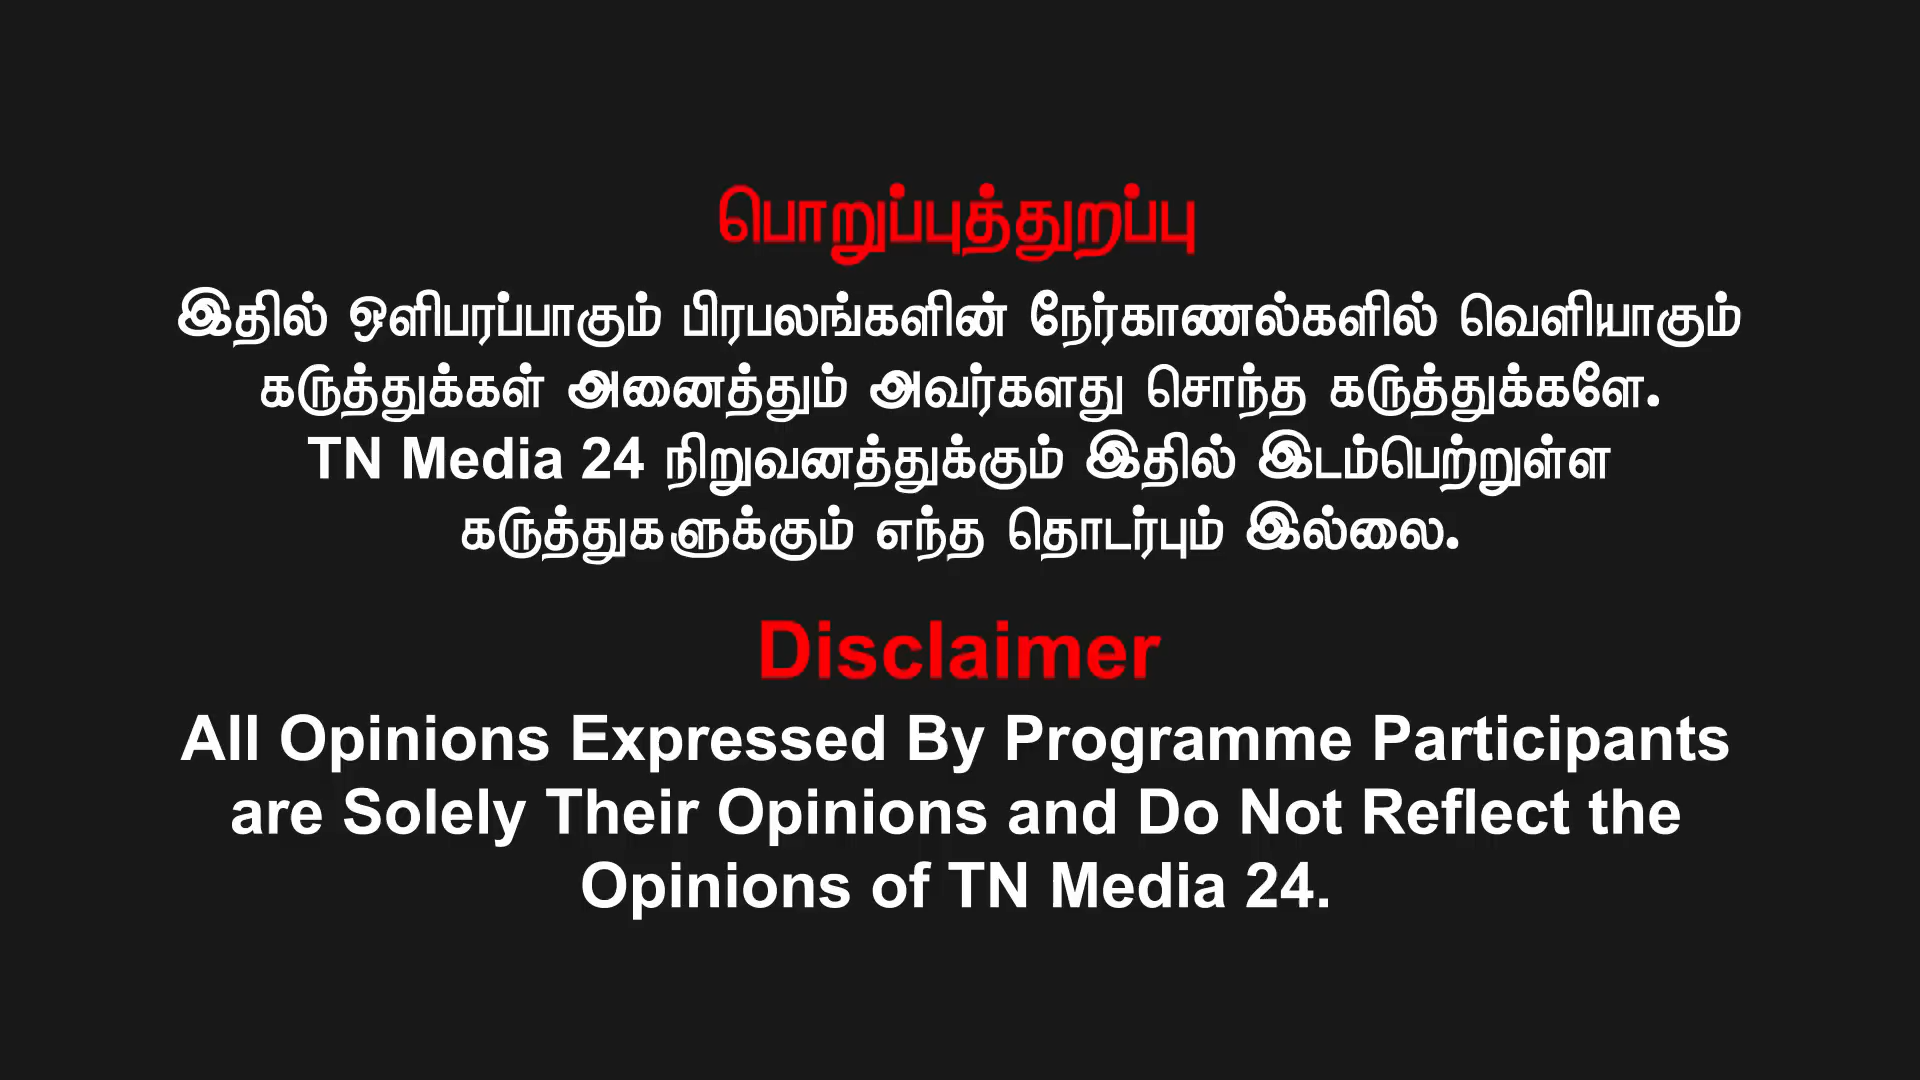 பொறுப்புத்துறப்பு
இதில் ஒளிபரப்பாகும் பிரபலங்களின் நேர்காணல்களில் வெளியாகும்
கருத்துக்கள் அனைத்தும் அவர்களது சொந்த கருத்துக்களே.
TN Media 24 நிறுவனத்துக்கும் இதில் இடம்பெற்றுள்ள
கருத்துகளுக்கும் எந்த தொடர்பும் இல்லை.
Disclaimer
All Opinions Expressed By Programme Participants
are Solely Their Opinions and Do Not Reflect the
Opinions of TN Media 24.